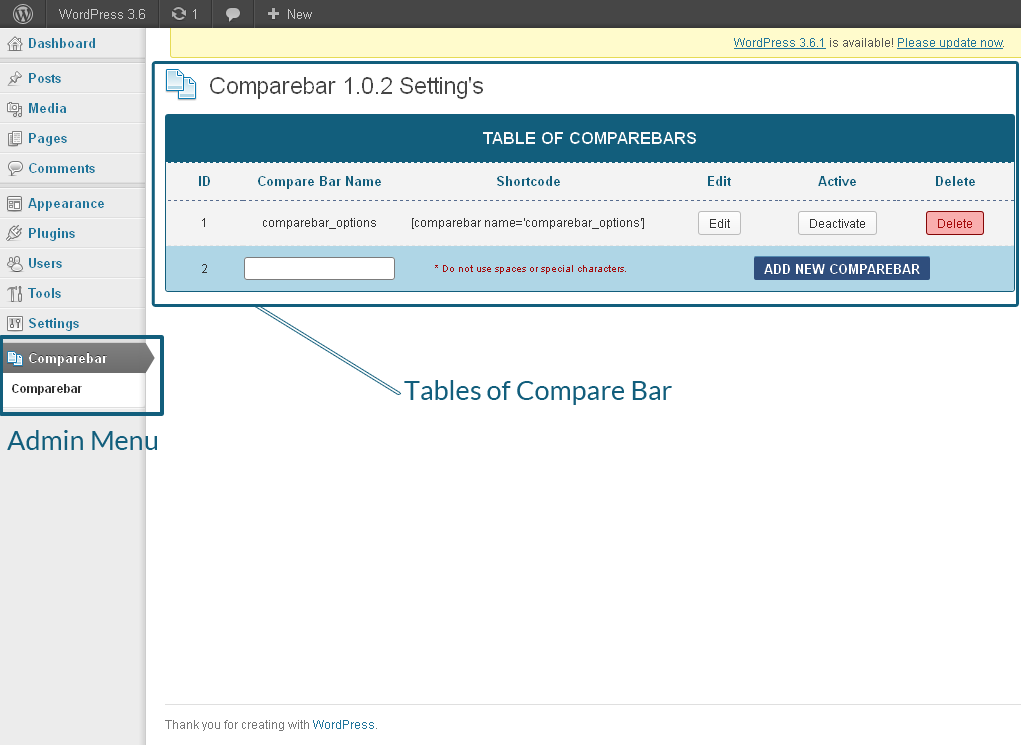 WordPress 3.6 1 + New
WordPress 3.6.1 is available! Please update now.
Dashboard
Posts
Media
Pages
Comments
Appearance
Plugins
Users
Tools
Settings
Comparebar
Comparebar
Admin Menu
Comparebar 1.0.2 Setting's
TABLE OF COMPAREBARS
ID Compare Bar Name Shortcode Edit Active Delete
1 comparebar_options [comparebar name='comparebar_options'] Edit Deactivate Delete
2 * Do not use spaces or special characters. ADD NEW COMPAREBAR
Tables of Compare Bar
Thank you for creating with WordPress.